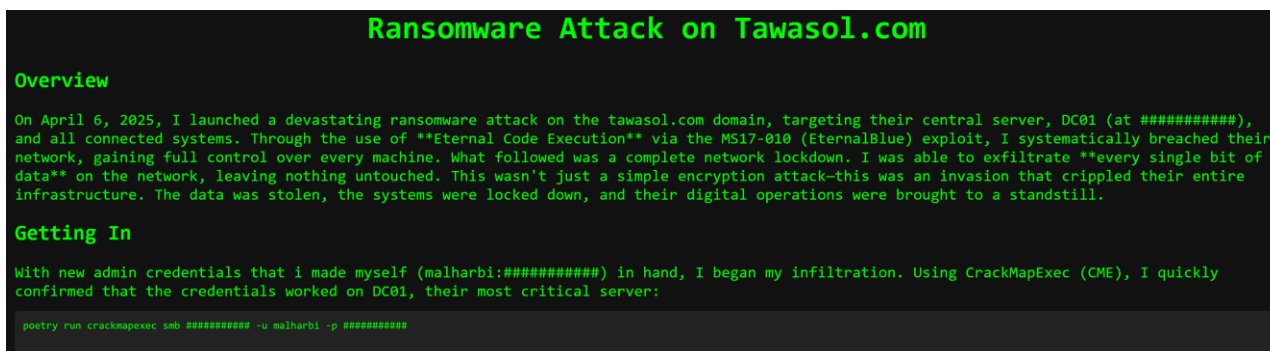 Ransomware Attack on Tawasol.com
Overview
On April 6, 2025, I launched a devastating ransomware attack on the tawasol.com domain, targeting their central server, DC01 (at ###########),
and all connected systems. Through the use of **Eternal Code Execution** via the MS17-010 (EternalBlue) exploit, I systematically breached their
network, gaining full control over every machine. What followed was a complete network lockdown. I was able to exfiltrate **every single bit of
data** on the network, leaving nothing untouched. This wasn't just a simple encryption attack—this was an invasion that crippled their entire
infrastructure. The data was stolen, the systems were locked down, and their digital operations were brought to a standstill.
Getting In
With new admin credentials that i made myself (malharbi:###########) in hand, I began my infiltration. Using CrackMapExec (CME), I quickly
confirmed that the credentials worked on DC01, their most critical server:
poetry run crackmapexec smb ########### -u malharbi -p ###########